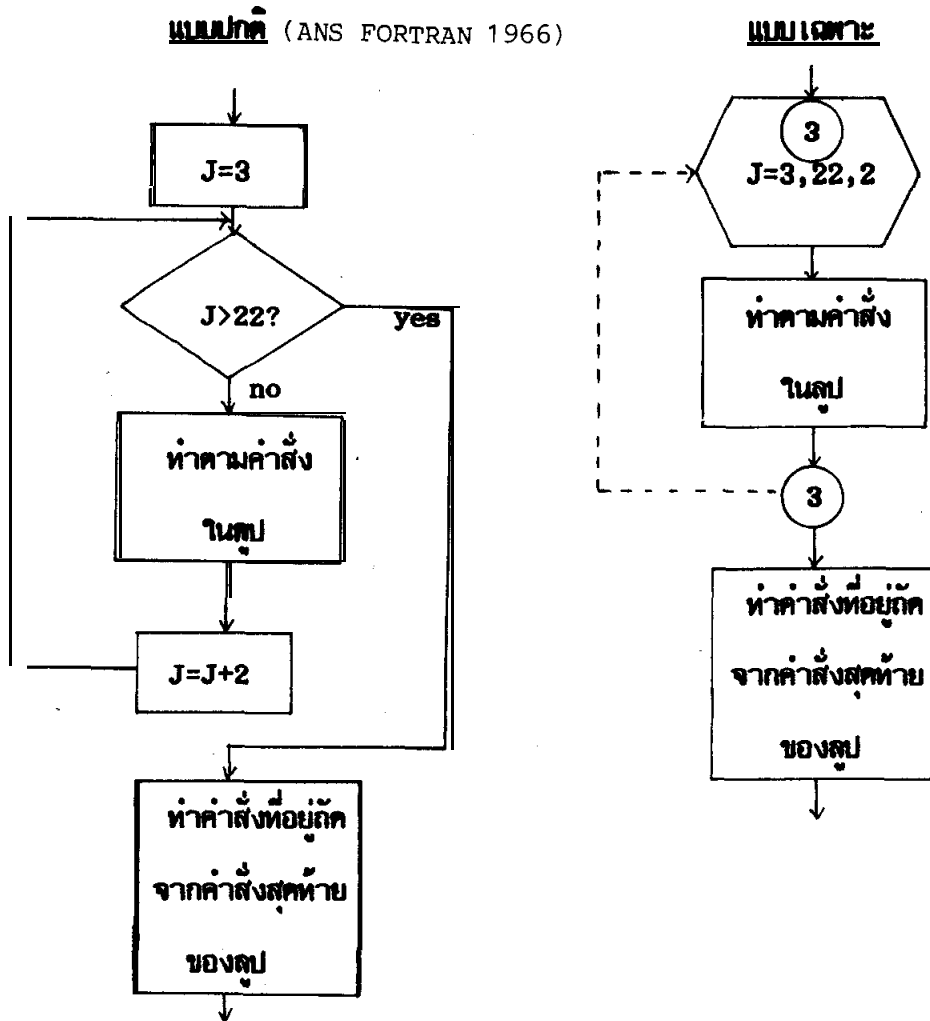 แบบปกติ (ANS FORTRAN 1966)
J=3
J>22?
yes
no
ทำตามคำสั่ง
ในลูป
J=J+2
ทำคำสั่งที่อยู่ถัด
จากคำสั่งสุดท้าย
ของลูป
แบบเฉพาะ
3
J=3,22,2
ทำตามคำสั่ง
ในลูป
3
ทำคำสั่งที่อยู่ถัด
จากคำสั่งสุดท้าย
ของลูป